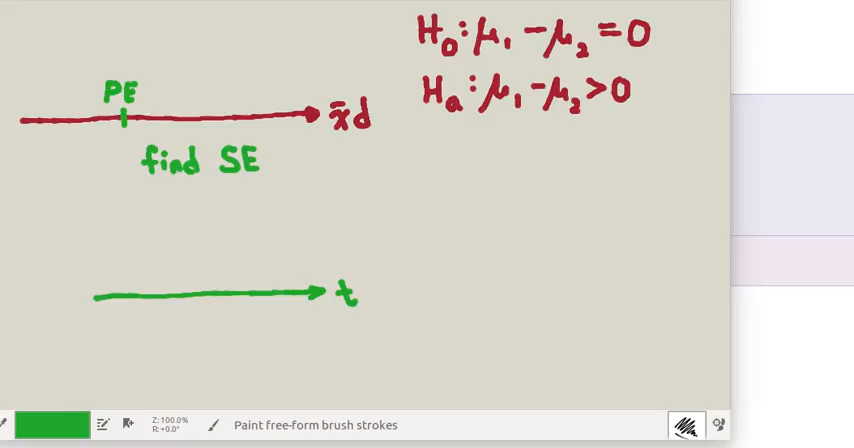 H₀: μ₁ - μ₂ = 0
Hₐ: μ₁ - μ₂ > 0
PE
x̄d
find SE
t
Z: 100.0%
R: +0.0°
Paint free-form brush strokes